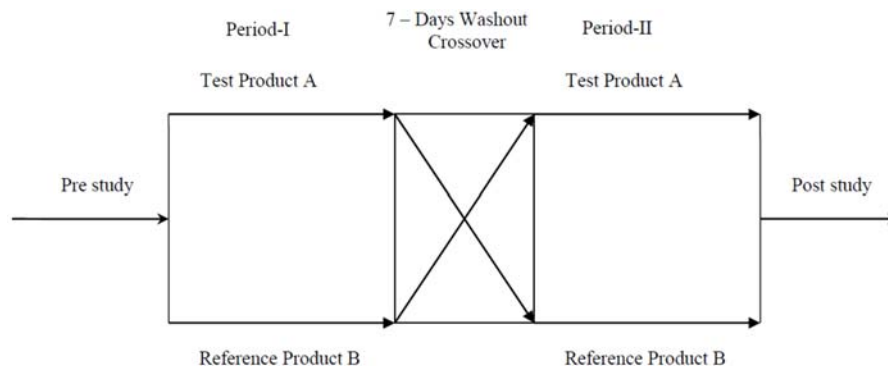 Period-I
7 – Days Washout
Crossover
Period-II
Test Product A
Test Product A
Pre study
Post study
Reference Product B
Reference Product B